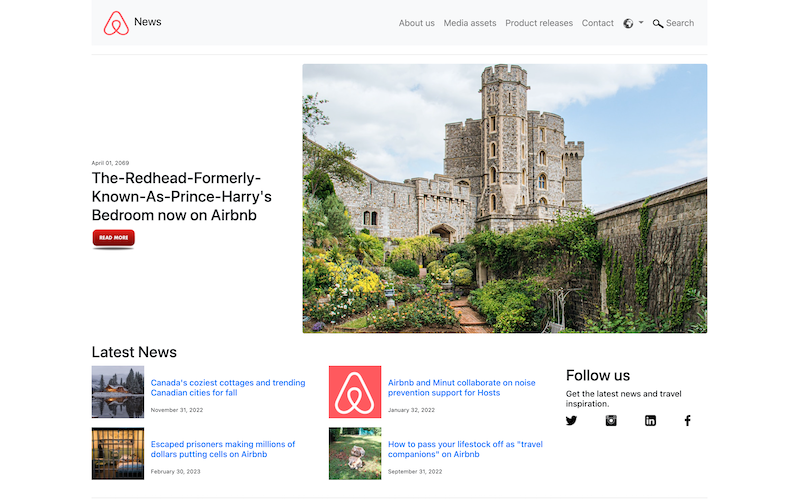 News
About us
Media assets
Product releases
Contact
Search
April 01, 2069
The-Redhead-Formerly-
Known-As-Prince-Harry's
Bedroom now on Airbnb
READ MORE
Latest News
Canada's coziest cottages and trending
Canadian cities for fall
November 31, 2022
Airbnb and Minut collaborate on noise
prevention support for Hosts
January 32, 2022
Escaped prisoners making millions of
dollars putting cells on Airbnb
February 30, 2023
How to pass your lifestock off as "travel
companions" on Airbnb
September 31, 2022
Follow us
Get the latest news and travel
inspiration.